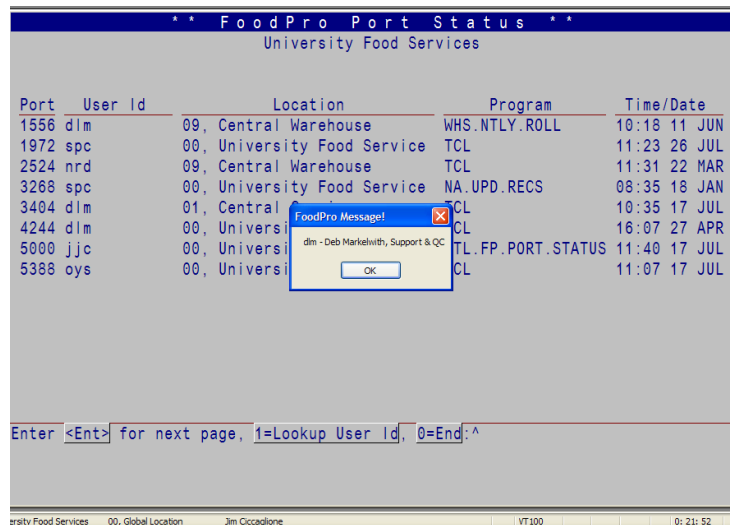 ** FoodPro Port Status **
University Food Services
Port User Id Location Program Time/Date
1556 dlm 09, Central Warehouse WHS.NTLY.ROLL 10:18 11 JUN
1972 spc 00, University Food Service TCL 11:23 26 JUL
2524 nrd 09, Central Warehouse TCL 11:31 22 MAR
3268 spc 00, University Food Service NA.UPD.RECS 08:35 18 JAN
3404 dlm 01, Central CL 10:35 17 JUL
FoodPro Message!
4244 dlm 00, Universi CL 16:07 27 APR
dlm - Deb Markelwith, Support & QC
5000 jjc 00, Universi TL.FP.PORT.STATUS 11:40 17 JUL
OK
5388 oys 00, Universi CL 11:07 17 JUL
Enter <Ent> for next page, 1=Lookup User Id, 0=End:^
ersity Food Services 00, Global Location Jim Ciccaglione VT100 0: 21: 52